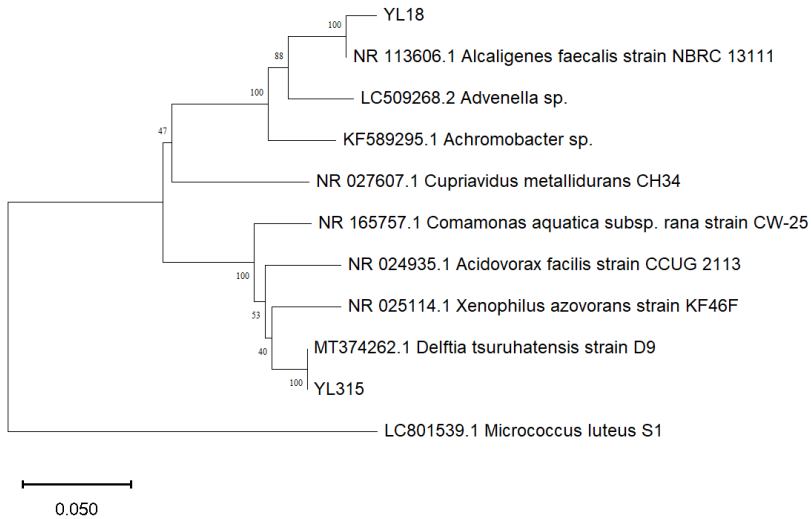 YL18
100
NR 113606.1 Alcaligenes faecalis strain NBRC 13111
88
LC509268.2 Advenella sp.
100
KF589295.1 Achromobacter sp.
47
NR 027607.1 Cupriavidus metallidurans CH34
NR 165757.1 Comamonas aquatica subsp. rana strain CW-25
100
NR 024935.1 Acidovorax facilis strain CCUG 2113
53
NR 025114.1 Xenophilus azovorans strain KF46F
40
MT374262.1 Delftia tsuruhatensis strain D9
100
YL315
LC801539.1 Micrococcus luteus S1
0.050